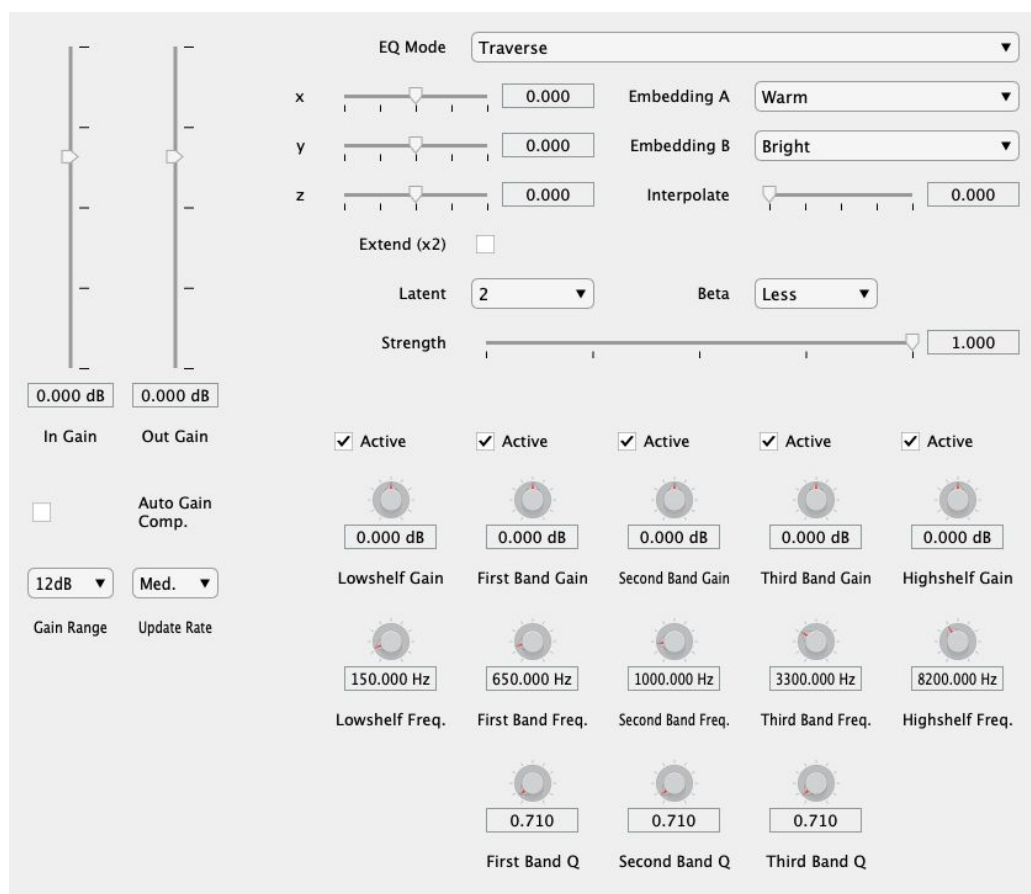 EQ Mode Traverse
x 0.000 Embedding A Warm
y 0.000 Embedding B Bright
z 0.000 Interpolate 0.000
Extend (x2)
Latent 2 Beta Less
Strength 1.000
0.000 dB 0.000 dB
In Gain Out Gain
Active Active Active Active Active
Auto Gain
Comp.
0.000 dB 0.000 dB 0.000 dB 0.000 dB 0.000 dB
12dB Med.
Lowshelf Gain First Band Gain Second Band Gain Third Band Gain Highshelf Gain
Gain Range Update Rate
150.000 Hz 650.000 Hz 1000.000 Hz 3300.000 Hz 8200.000 Hz
Lowshelf Freq. First Band Freq. Second Band Freq. Third Band Freq. Highshelf Freq.
0.710 0.710 0.710
First Band Q Second Band Q Third Band Q